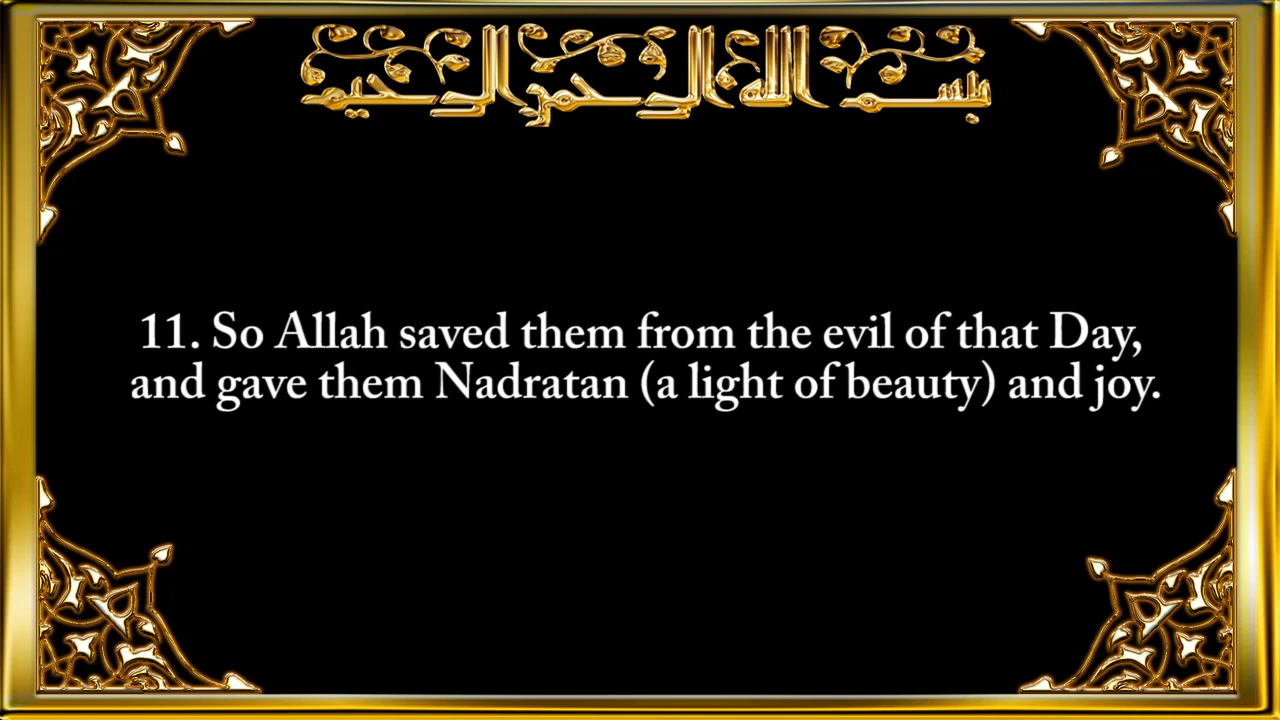 بسم الله الرحمن الرحيم
11. So Allah saved them from the evil of that Day,
and gave them Nadratan (a light of beauty) and joy.